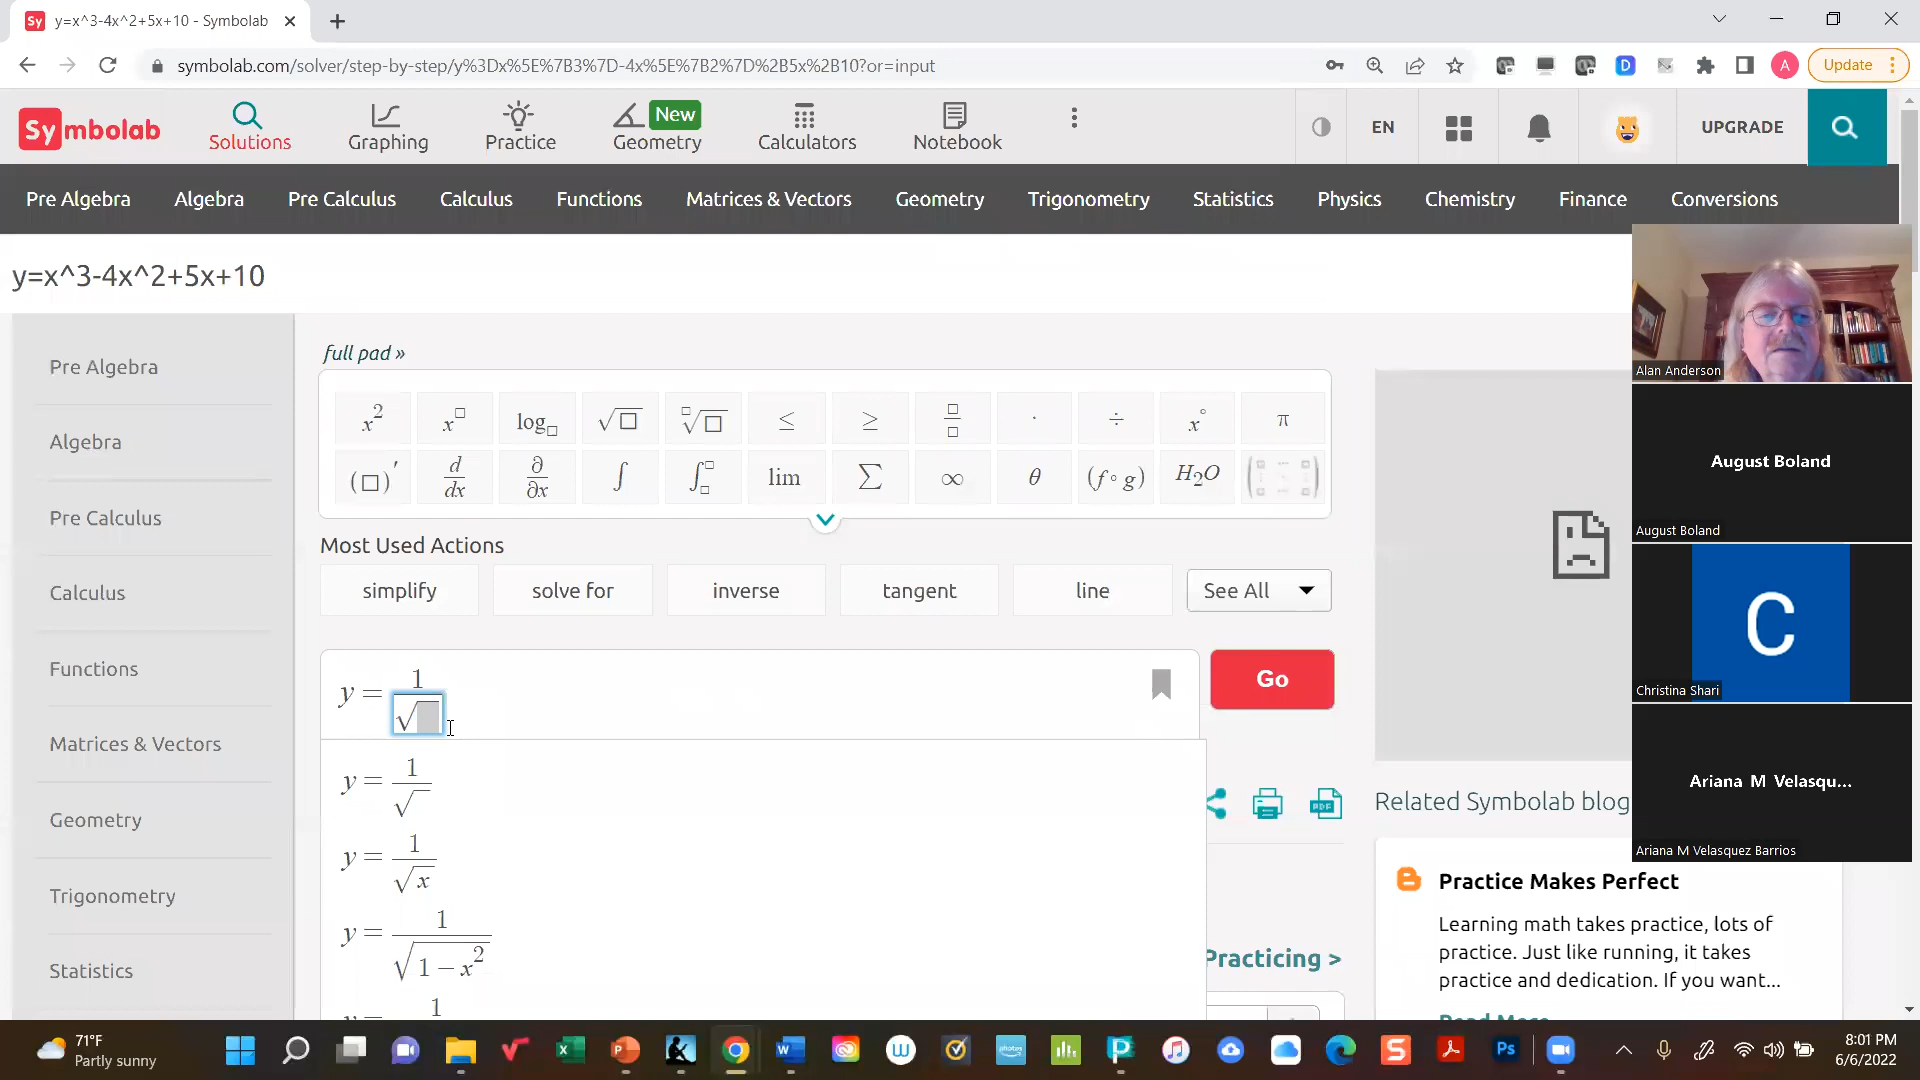 y=x^3-4x^2+5x+10 - Symbolab
symbolab.com/solver/step-by-step/y%3Dx%5E%7B3%7D-4x%5E%7B2%7D%2B5x%2B10?or=input
A
Update
Symbolab
Solutions
Graphing
Practice
New
Geometry
Calculators
Notebook
EN
UPGRADE
Pre Algebra
Algebra
Pre Calculus
Calculus
Functions
Matrices & Vectors
Geometry
Trigonometry
Statistics
Physics
Chemistry
Finance
Conversions
y=x^3-4x^2+5x+10
Pre Algebra
Algebra
Pre Calculus
Calculus
Functions
Matrices & Vectors
Geometry
Trigonometry
Statistics
full pad »
x² x^□ log□ √□ □√□ ≤ ≥ □/□ · ÷ x° π
(□)′ d/dx ∂/∂x ∫ ∫ lim ∑ ∞ θ (f∘g) H₂O
Most Used Actions
simplify
solve for
inverse
tangent
line
See All
y = 1/√
Go
y = 1/√
y = 1/√x
y = 1/√(1−x²)
y = 1
Practicing >
Related Symbolab blog
Practice Makes Perfect
Learning math takes practice, lots of
practice. Just like running, it takes
practice and dedication. If you want...
Read More
Alan Anderson
August Boland
August Boland
C
Christina Shari
Ariana M Velasqu...
Ariana M Velasquez Barrios
71°F
Partly sunny
8:01 PM
6/6/2022